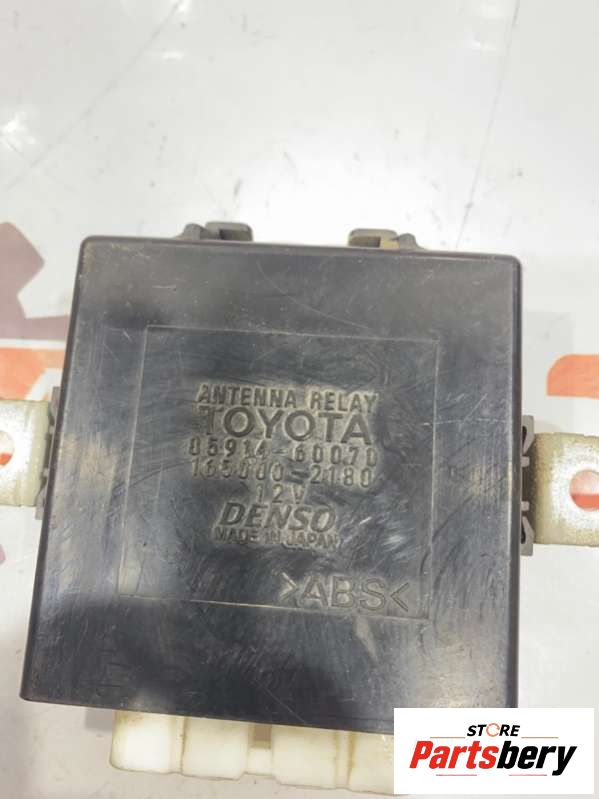 ANTENNA RELAY
TOYOTA
85914-60070
165000-2180
12V
DENSO
MADE IN JAPAN
>ABS<
STORE
Partsbery